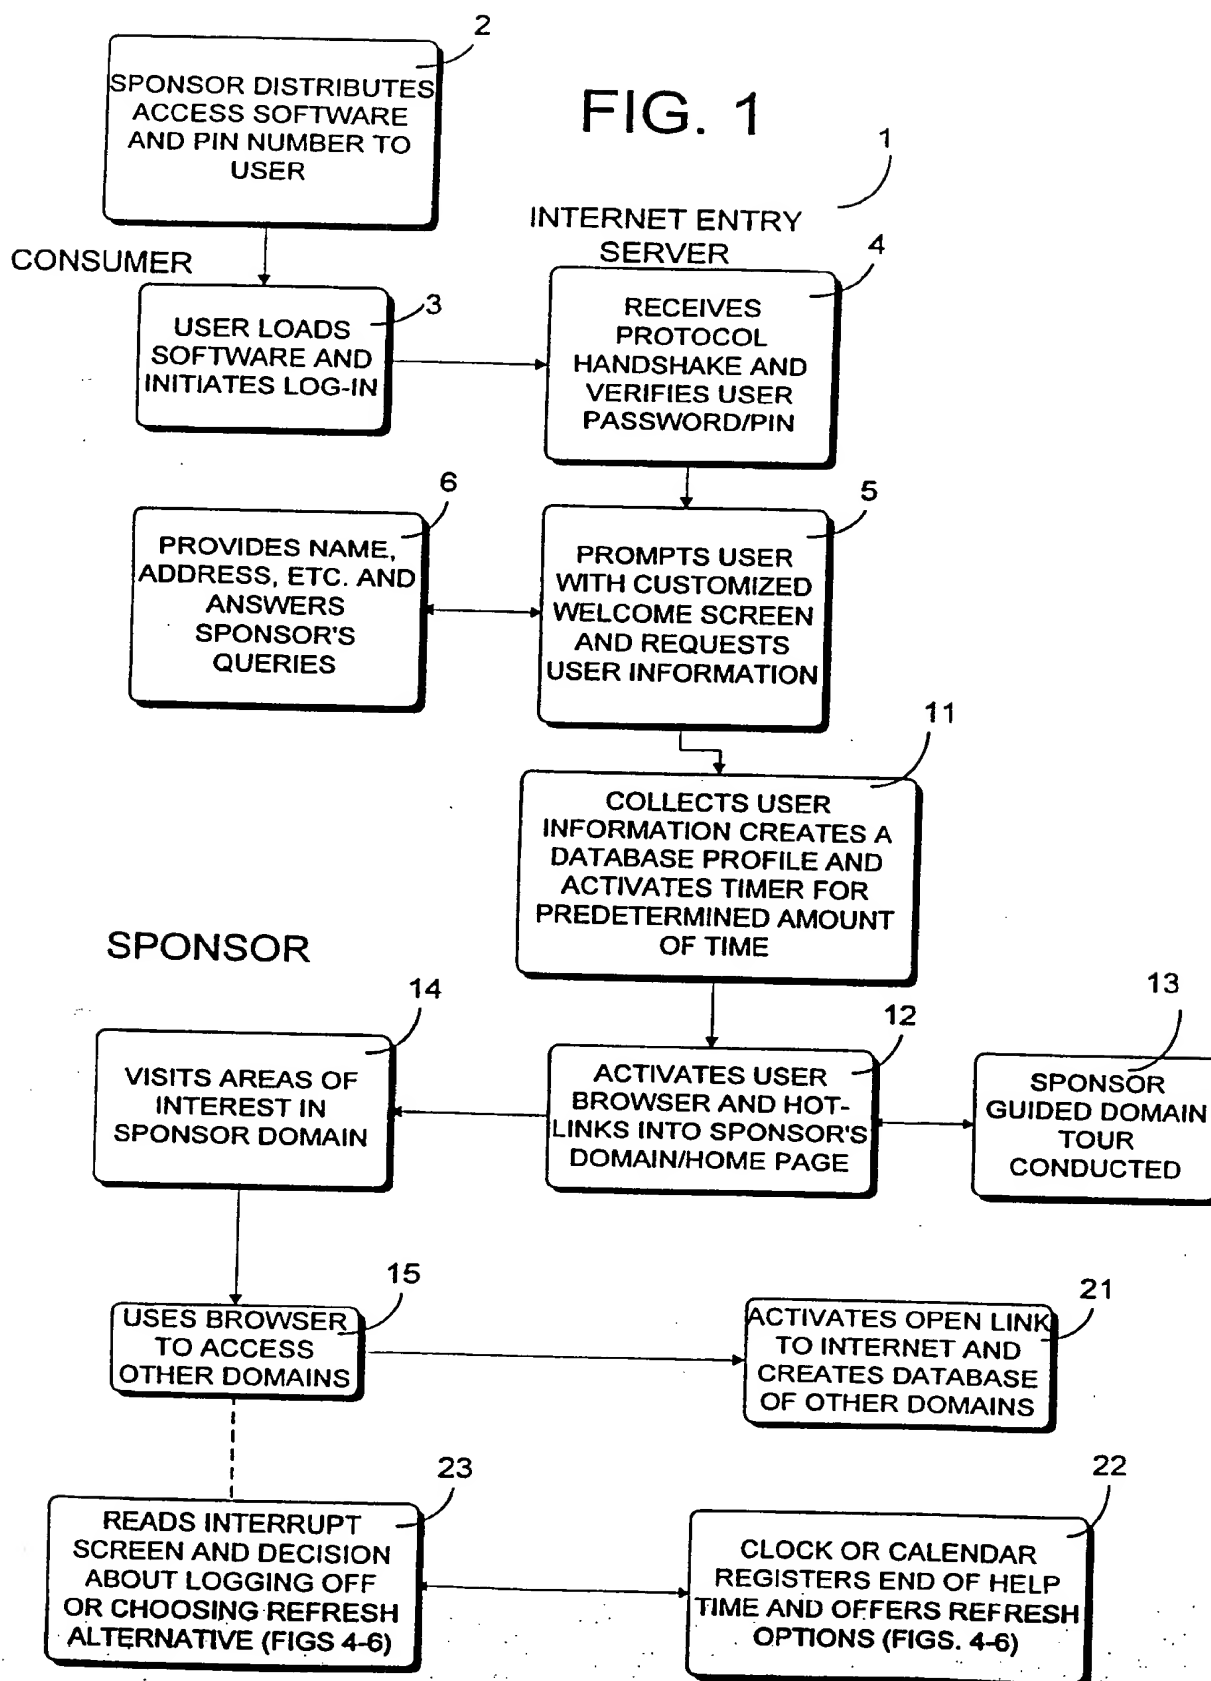 2
SPONSOR DISTRIBUTES
ACCESS SOFTWARE
AND PIN NUMBER TO
USER
FIG. 1
1
INTERNET ENTRY
SERVER
CONSUMER
3
USER LOADS
SOFTWARE AND
INITIATES LOG-IN
4
RECEIVES
PROTOCOL
HANDSHAKE AND
VERIFIES USER
PASSWORD/PIN
6
PROVIDES NAME,
ADDRESS, ETC. AND
ANSWERS
SPONSOR'S
QUERIES
5
PROMPTS USER
WITH CUSTOMIZED
WELCOME SCREEN
AND REQUESTS
USER INFORMATION
11
COLLECTS USER
INFORMATION CREATES A
DATABASE PROFILE AND
ACTIVATES TIMER FOR
PREDETERMINED AMOUNT
OF TIME
SPONSOR
14
VISITS AREAS OF
INTEREST IN
SPONSOR DOMAIN
12
ACTIVATES USER
BROWSER AND HOT-
LINKS INTO SPONSOR'S
DOMAIN/HOME PAGE
13
SPONSOR
GUIDED DOMAIN
TOUR
CONDUCTED
15
USES BROWSER
TO ACCESS
OTHER DOMAINS
21
ACTIVATES OPEN LINK
TO INTERNET AND
CREATES DATABASE
OF OTHER DOMAINS
23
READS INTERRUPT
SCREEN AND DECISION
ABOUT LOGGING OFF
OR CHOOSING REFRESH
ALTERNATIVE (FIGS 4-6)
22
CLOCK OR CALENDAR
REGISTERS END OF HELP
TIME AND OFFERS REFRESH
OPTIONS (FIGS. 4-6)